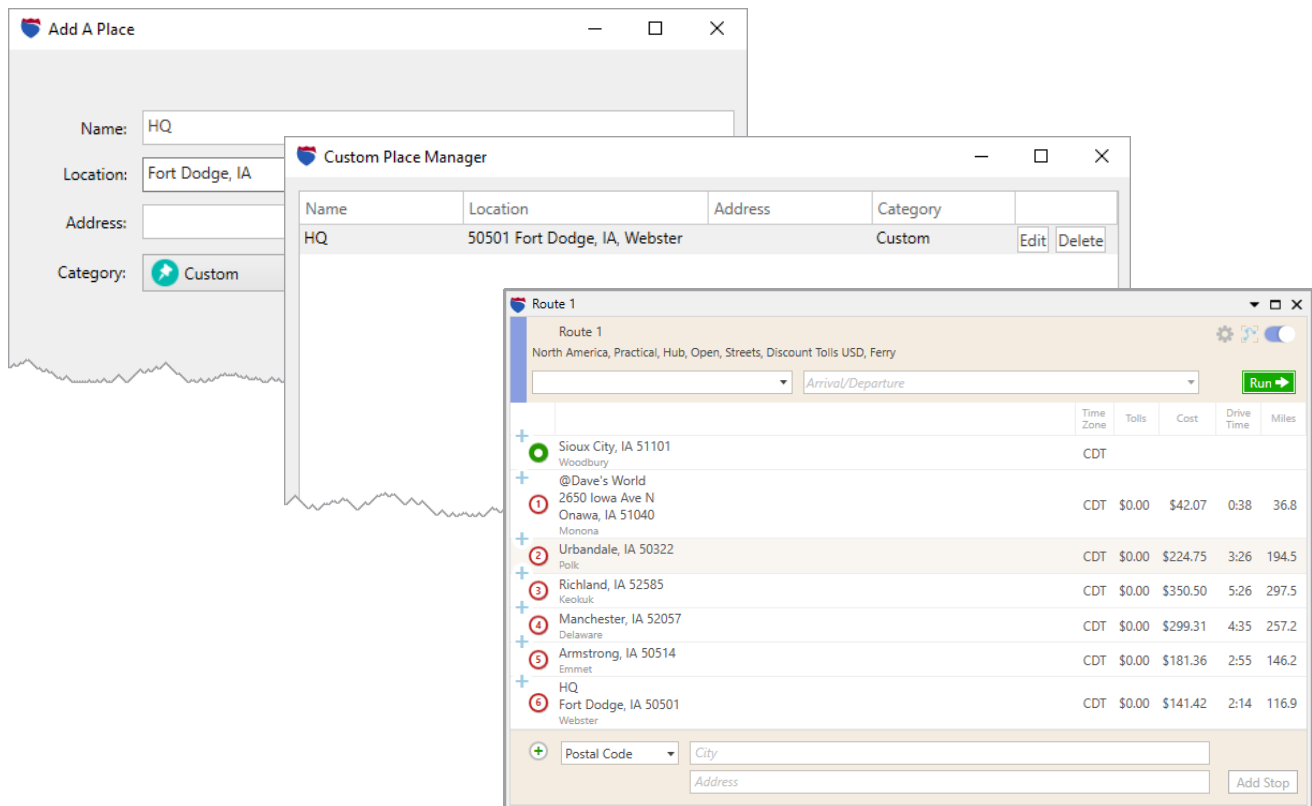 Add A Place
Name: HQ
Location: Fort Dodge, IA
Address:
Category: Custom
Custom Place Manager
Name Location Address Category
HQ 50501 Fort Dodge, IA, Webster Custom Edit Delete
Route 1
Route 1
North America, Practical, Hub, Open, Streets, Discount Tolls USD, Ferry
Arrival/Departure Run
Time Zone Tolls Cost Drive Time Miles
Sioux City, IA 51101
Woodbury
CDT
@Dave's World
2650 Iowa Ave N
Onawa, IA 51040
Monona
1 CDT $0.00 $42.07 0:38 36.8
Urbandale, IA 50322
Polk
2 CDT $0.00 $224.75 3:26 194.5
Richland, IA 52585
Keokuk
3 CDT $0.00 $350.50 5:26 297.5
Manchester, IA 52057
Delaware
4 CDT $0.00 $299.31 4:35 257.2
Armstrong, IA 50514
Emmet
5 CDT $0.00 $181.36 2:55 146.2
HQ
Fort Dodge, IA 50501
Webster
6 CDT $0.00 $141.42 2:14 116.9
Postal Code City
Address Add Stop